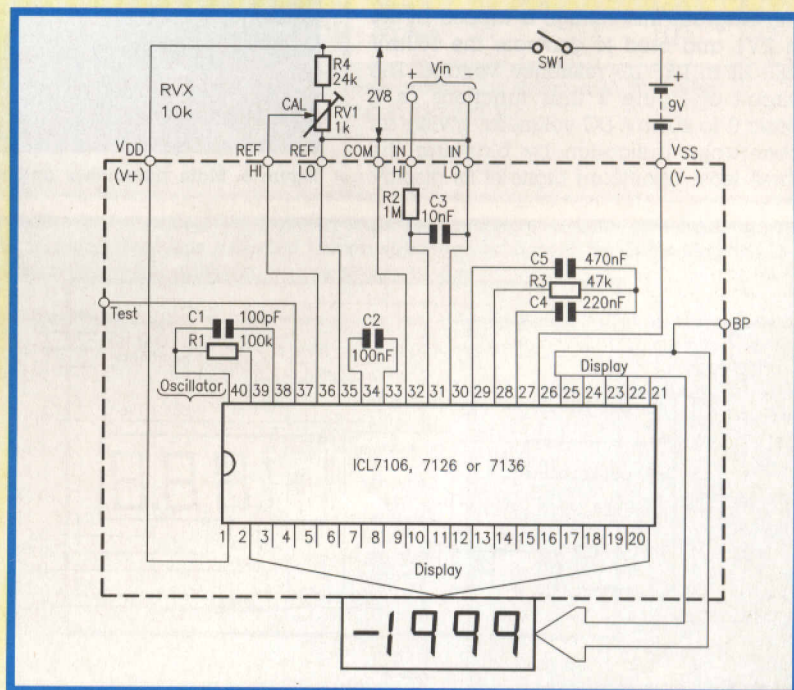 SW1
RVX
10k
R4
24k
CAL
RV1
1k
2V8
+ Vin −
+
9V
VDD
(V+)
REF
HI
REF
LO
COM
IN
HI
IN
LO
VSS
(V−)
R2
1M
C3
10nF
C5 470nF
R3 47k
C4 220nF
Test
BP
C1 100pF
R1 100k
C2
100nF
Oscillator
Display
40 39 38 37 36 35 34 33 32 31 30 29 28 27 26 25 24 23 22 21
ICL7106, 7126 or 7136
1 2 3 4 5 6 7 8 9 10 11 12 13 14 15 16 17 18 19 20
Display
-1999